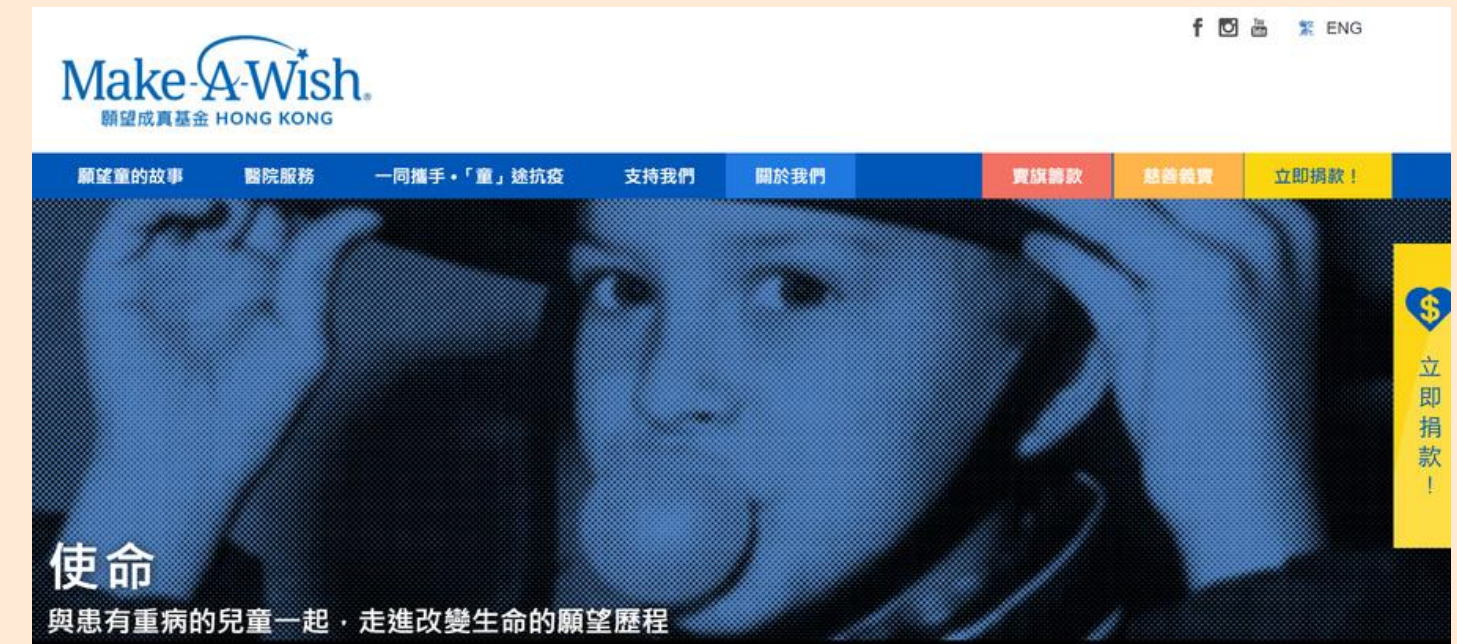 f You Tube 繁 ENG
Make-A-Wish®
願望成真基金 HONG KONG
願望童的故事 醫院服務 一同攜手•「童」途抗疫 支持我們 關於我們 賣旗籌款 慈善義賣 立即捐款！
$
立即捐款！
使命
與患有重病的兒童一起，走進改變生命的願望歷程